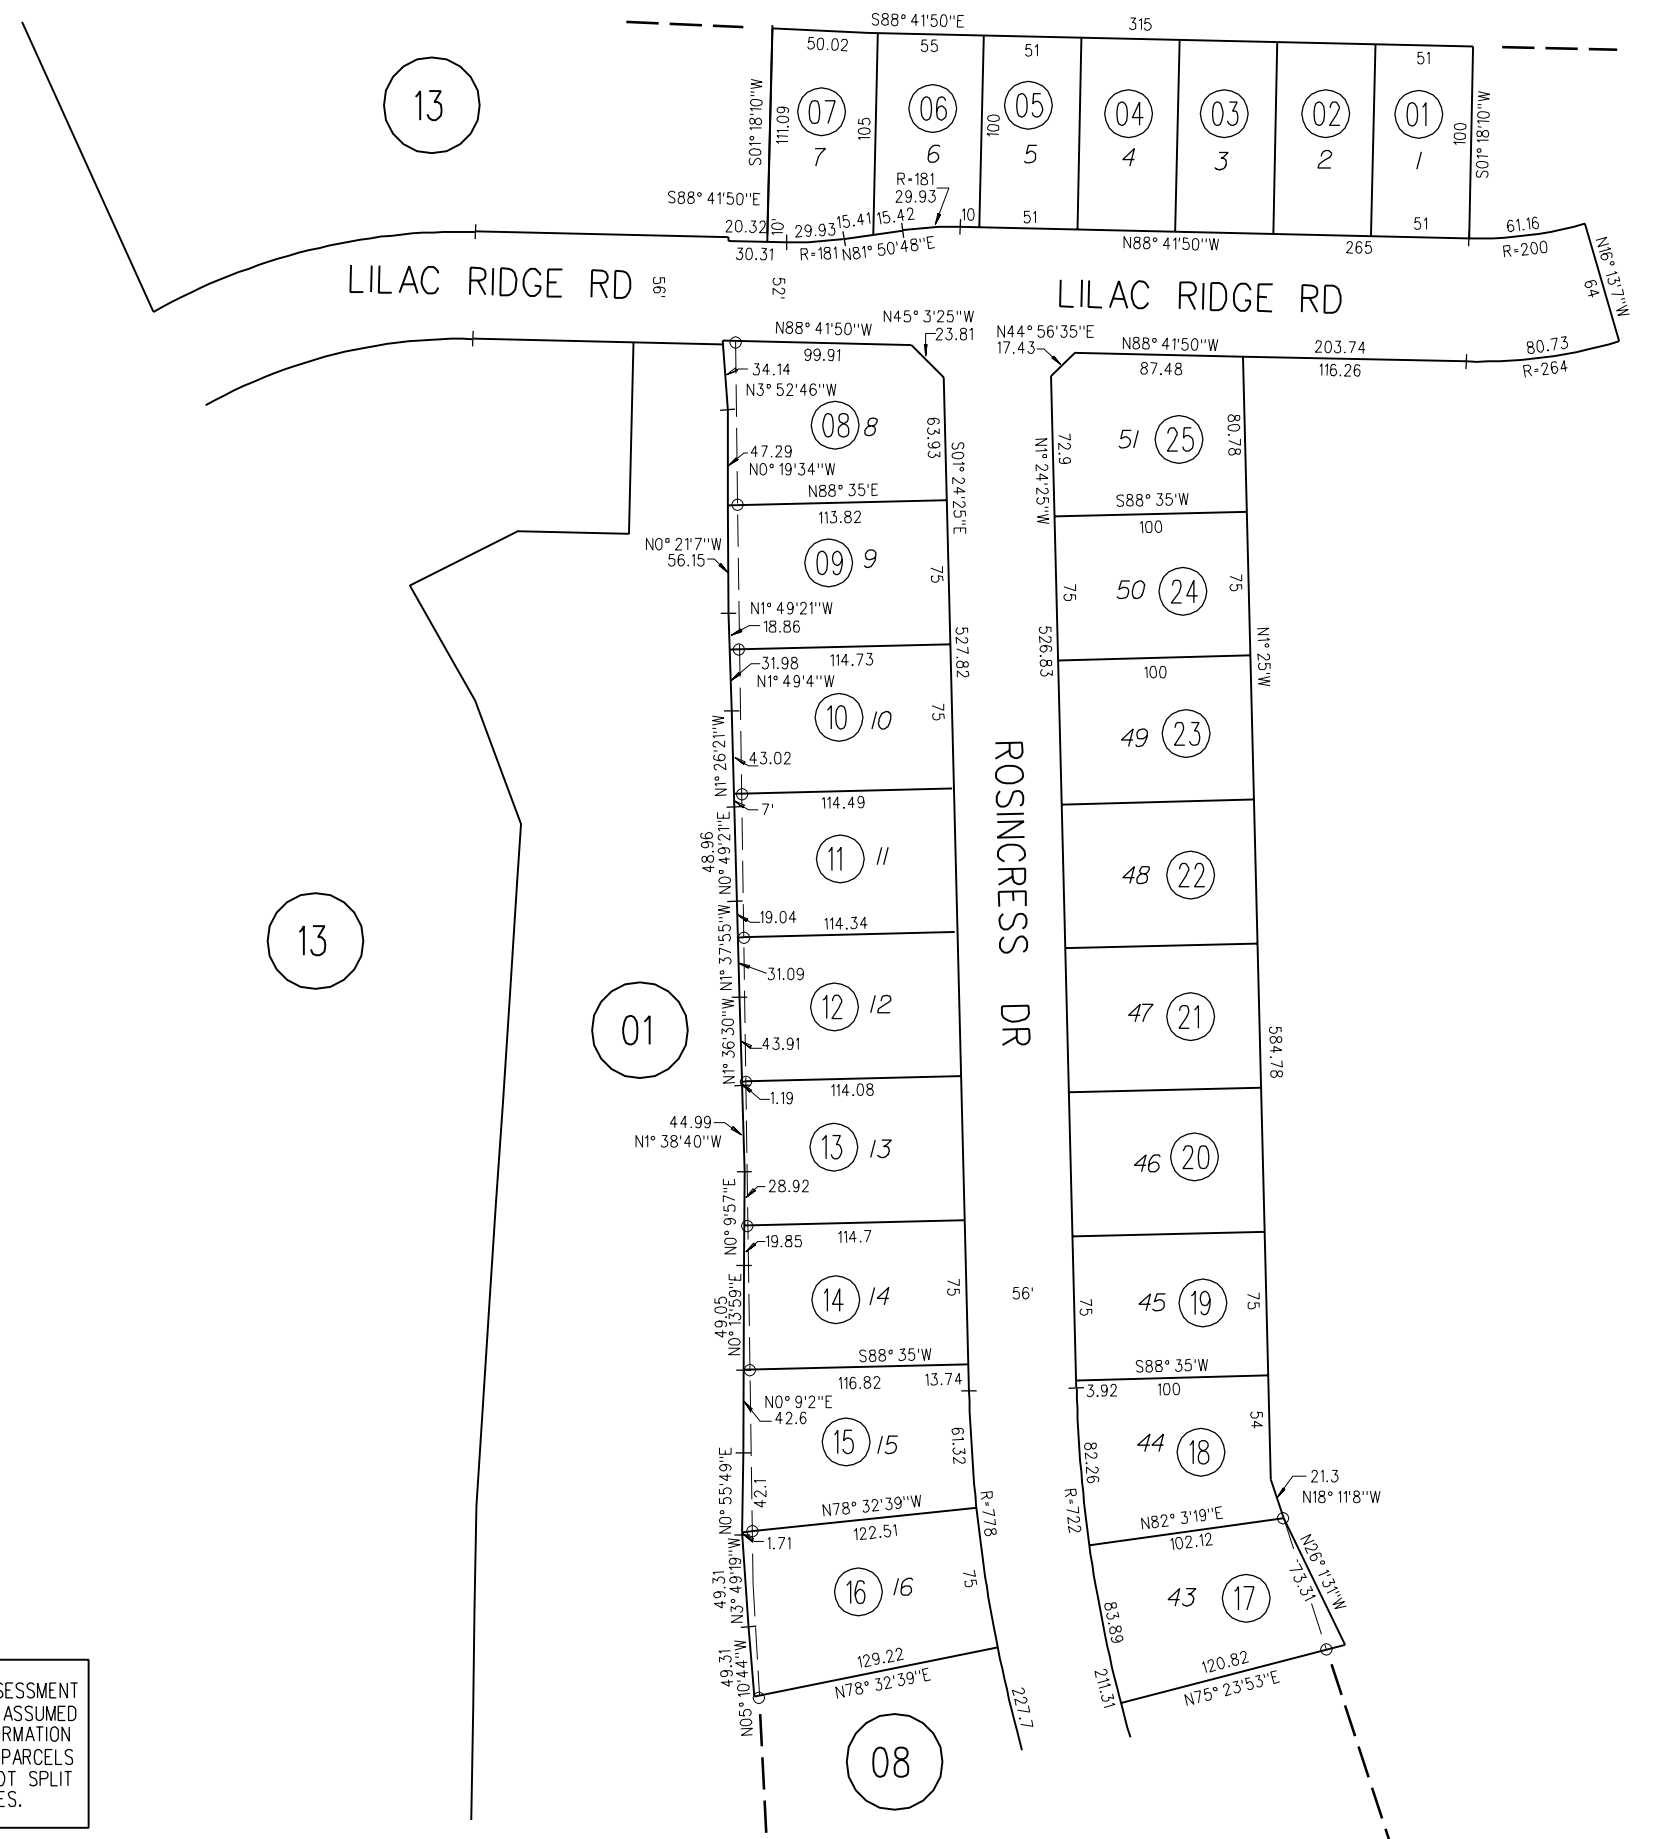 S88° 41'50"E
315
50.02
55
51
51
13
S01° 18'10"W
111.09
07
7
105
06
6
100
05
5
04
4
03
3
02
2
01
1
100
S01° 18'10"W
R=181
29.93
S88° 41'50"E
20.32
10'
29.93
15.41
15.42
10
51
51
61.16
30.31
R=181
N81° 50'48"E
N88° 41'50"W
265
R=200
N16° 13'7"W
64
LILAC RIDGE RD
56'
52'
LILAC RIDGE RD
N88° 41'50"W
99.91
N45° 3'25"W
23.81
N44° 56'35"E
17.43
N88° 41'50"W
87.48
203.74
116.26
80.73
R=264
34.14
N3° 52'46"W
08
8
63.93
47.29
N0° 19'34"W
N88° 35'E
113.82
S01° 24'25"E
N1° 24'25"W
72.9
51
25
80.78
S88° 35'W
100
N0° 21'7"W
56.15
09
9
75
75
50
24
75
N1° 49'21"W
18.86
527.82
526.83
N1° 25'W
31.98
114.73
N1° 49'4"W
100
10
10
75
49
23
N1° 26'21"W
43.02
7'
114.49
ROSINCRESS DR
48.96
N0° 49'21"E
11
11
48
22
19.04
114.34
N1° 37'55"W
31.09
13
01
12
12
47
21
N1° 36'30"W
43.91
584.78
1.19
114.08
44.99
N1° 38'40"W
13
13
46
20
28.92
N0° 9'57"E
19.85
114.7
14
14
75
56'
75
45
19
75
49.05
N0° 13'59"E
S88° 35'W
116.82
13.74
S88° 35'W
3.92
100
N0° 9'2"E
42.6
15
15
61.32
82.26
44
18
54
21.3
N18° 11'8"W
N0° 55'49"E
42.1
N78° 32'39"W
122.51
R=778
R=722
N82° 3'19"E
102.12
1.71
49.31
N3° 49'19"W
16
16
75
83.89
43
17
73.31
N26° 1'31"W
49.31
N05° 10'44"W
129.22
N78° 32'39"E
227.7
211.31
120.82
N75° 23'53"E
08
SESSMENT
ASSUMED
RMATION
PARCELS
OT SPLIT
ES.